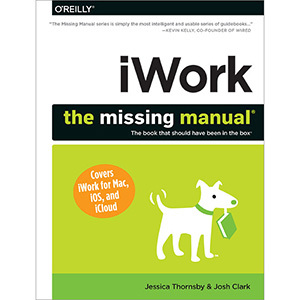 O'REILLY®
"The Missing Manual series is simply the most intelligent and usable series of guidebooks..."
—KEVIN KELLY, CO-FOUNDER OF WIRED
iWork
the missing manual®
The book that should have been in the box®
Covers
iWork for Mac,
iOS, and
iCloud
Jessica Thornsby & Josh Clark